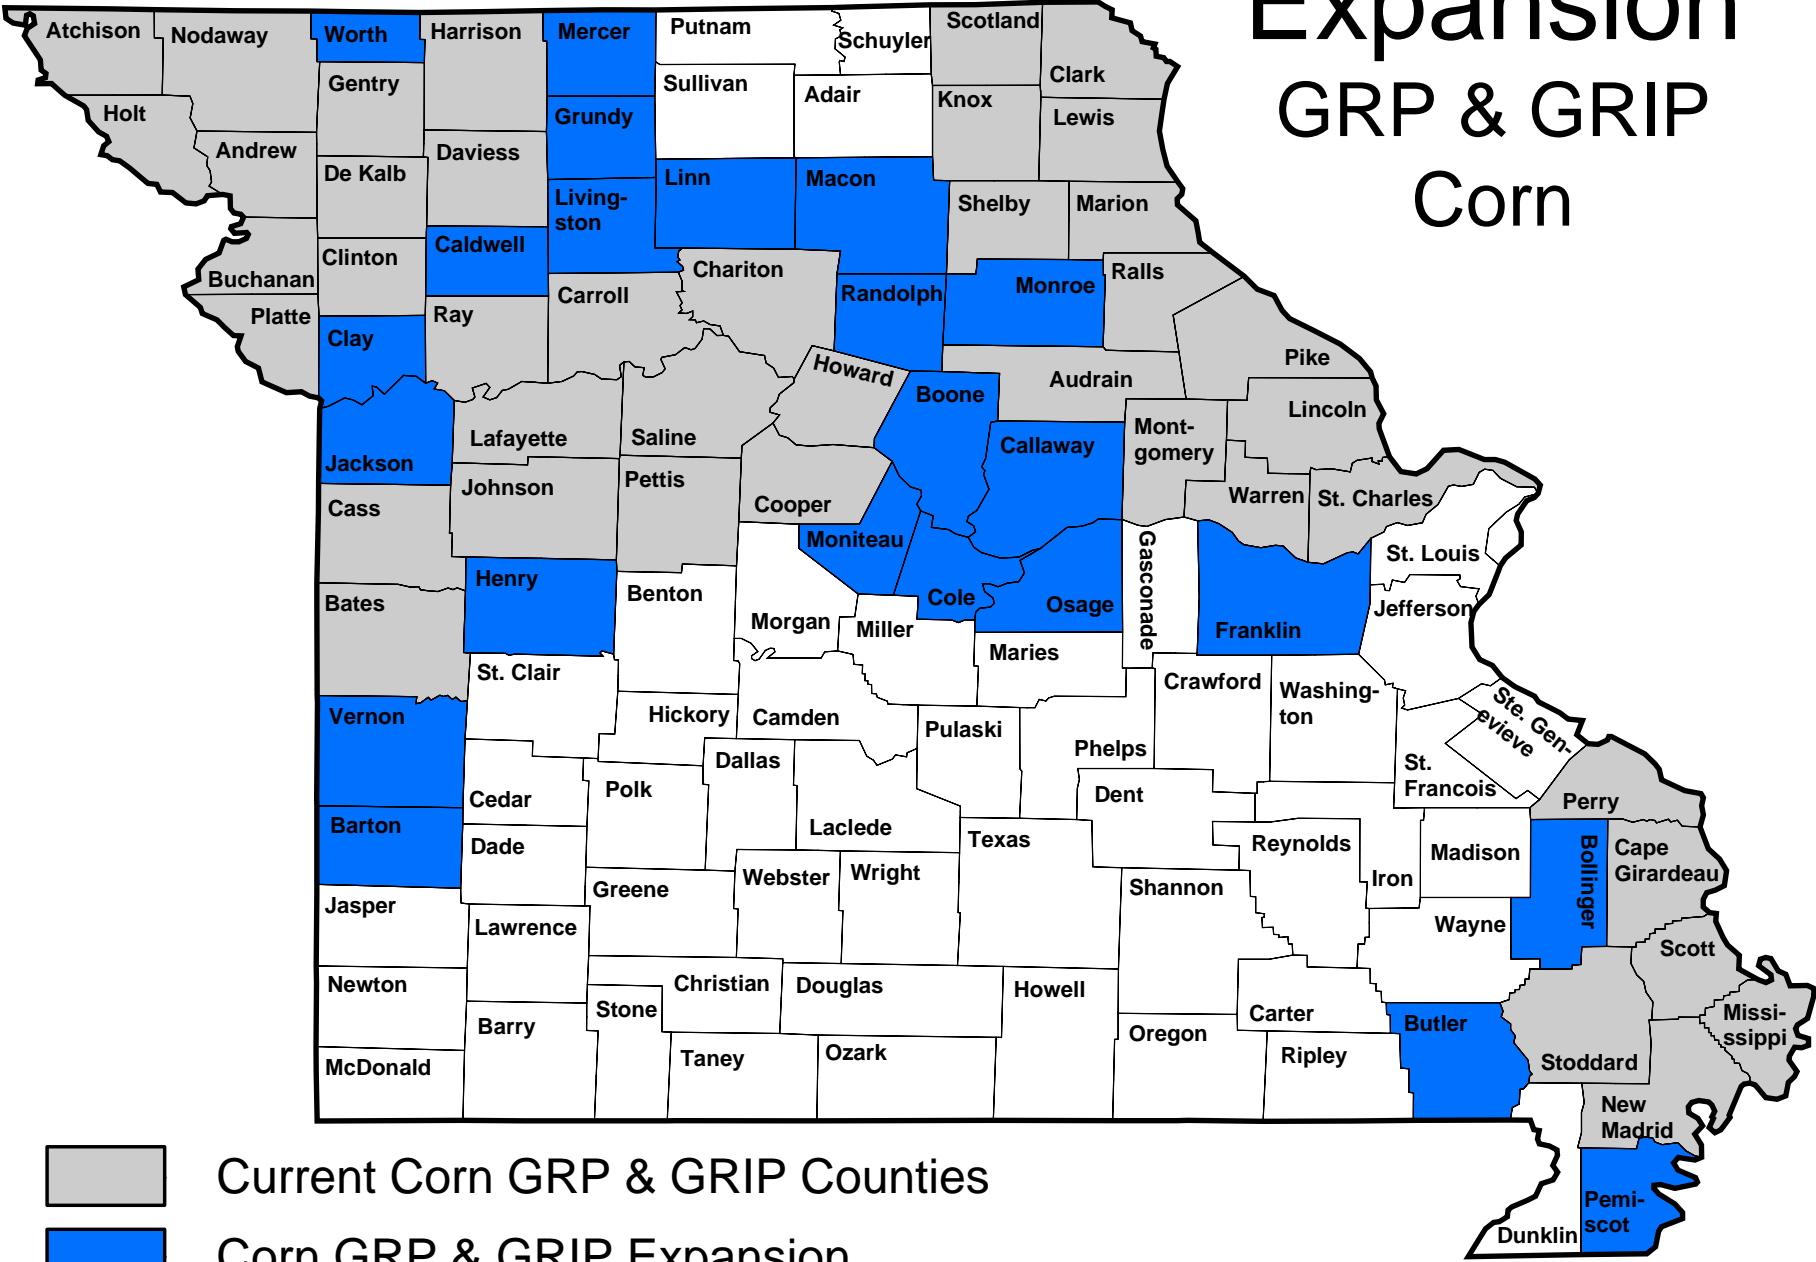 Expansion
GRP & GRIP
Corn
Atchison
Nodaway
Worth
Harrison
Mercer
Putnam
Schuyler
Scotland
Clark
Gentry
Sullivan
Adair
Knox
Lewis
Holt
Grundy
Andrew
Daviess
De Kalb
Linn
Macon
Living-
ston
Shelby
Marion
Caldwell
Clinton
Buchanan
Chariton
Ralls
Carroll
Randolph
Monroe
Platte
Ray
Clay
Pike
Howard
Audrain
Boone
Lincoln
Lafayette
Saline
Mont-
gomery
Callaway
Jackson
Pettis
Johnson
Cooper
Warren
St. Charles
Cass
Moniteau
Gasconade
St. Louis
Henry
Benton
Cole
Osage
Bates
Jefferson
Morgan
Miller
Franklin
Maries
St. Clair
Crawford
Washing-
ton
Ste. Gen-
evieve
Vernon
Hickory
Camden
Pulaski
Phelps
Dallas
St.
Francois
Polk
Cedar
Dent
Perry
Barton
Laclede
Texas
Dade
Reynolds
Madison
Bollinger
Cape
Girardeau
Iron
Webster
Wright
Greene
Shannon
Jasper
Lawrence
Wayne
Scott
Newton
Christian
Douglas
Howell
Stone
Carter
Missi-
ssippi
Barry
Butler
Oregon
Taney
Ozark
Ripley
Stoddard
McDonald
New
Madrid
Pemi-
scot
Dunklin
Current Corn GRP & GRIP Counties
Corn GRP & GRIP Expansion